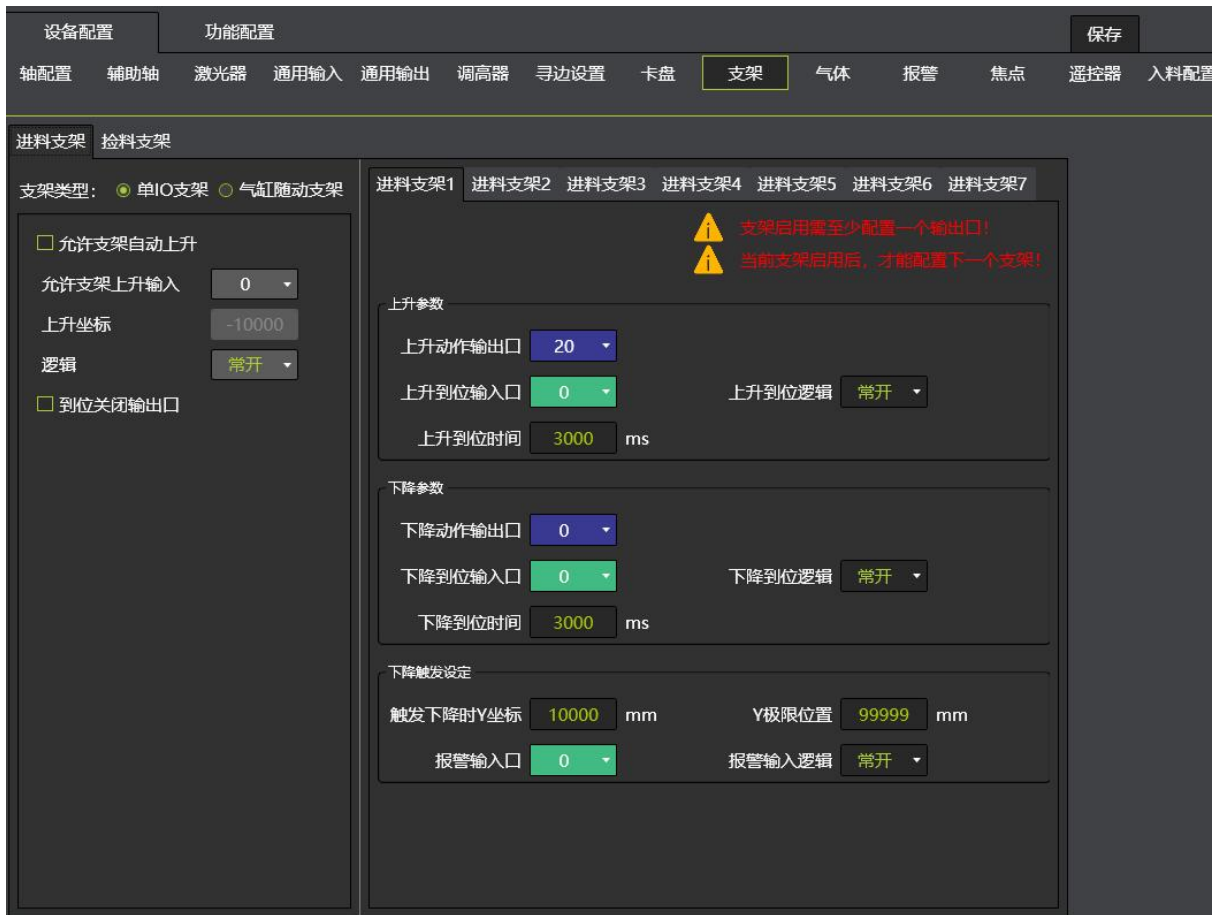 设备配置 功能配置 保存
轴配置 辅助轴 激光器 通用输入 通用输出 调高器 寻边设置 卡盘 支架 气体 报警 焦点 遥控器 入料配置
进料支架 捡料支架
支架类型: 单IO支架 气缸随动支架
允许支架自动上升
允许支架上升输入 0
上升坐标 -10000
逻辑 常开
到位关闭输出口
进料支架1 进料支架2 进料支架3 进料支架4 进料支架5 进料支架6 进料支架7
支架启用需至少配置一个输出口!
当前支架启用后，才能配置下一个支架!
上升参数
上升动作输出口 20
上升到位输入口 0 上升到位逻辑 常开
上升到位时间 3000 ms
下降参数
下降动作输出口 0
下降到位输入口 0 下降到位逻辑 常开
下降到位时间 3000 ms
下降触发设定
触发下降时Y坐标 10000 mm Y极限位置 99999 mm
报警输入口 0 报警输入逻辑 常开